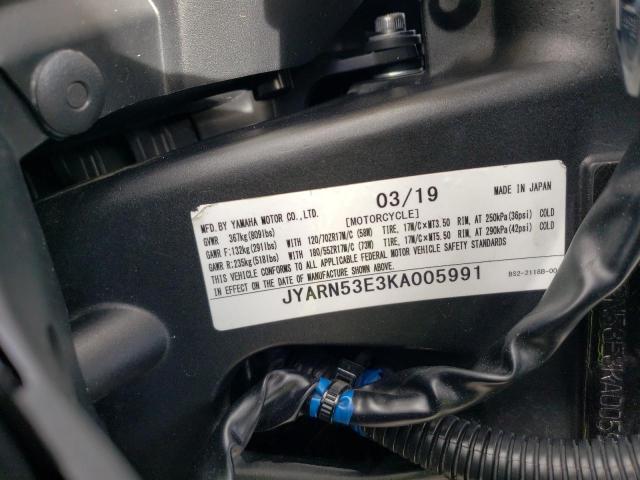 03/19 MADE IN JAPAN
MFD.BY YAMAHA MOTOR CO.,LTD. [MOTORCYCLE]
GVWR 367kg(809lbs)
GAWR F:132kg(291lbs) WITH 120/70ZR17M/C (58W) TIRE, 17M/C×MT3.50 RIM, AT 250kPa(36psi) COLD
GAWR R:235kg(518lbs) WITH 180/55ZR17M/C (73W) TIRE, 17M/C×MT5.50 RIM, AT 290kPa(42psi) COLD
THIS VEHICLE CONFORMS TO ALL APPLICABLE FEDERAL MOTOR VEHICLE SAFETY STANDARDS
IN EFFECT ON THE DATE OF MANUFACTURE SHOWN ABOVE.
JYARN53E3KA005991 BS2-2118B-00